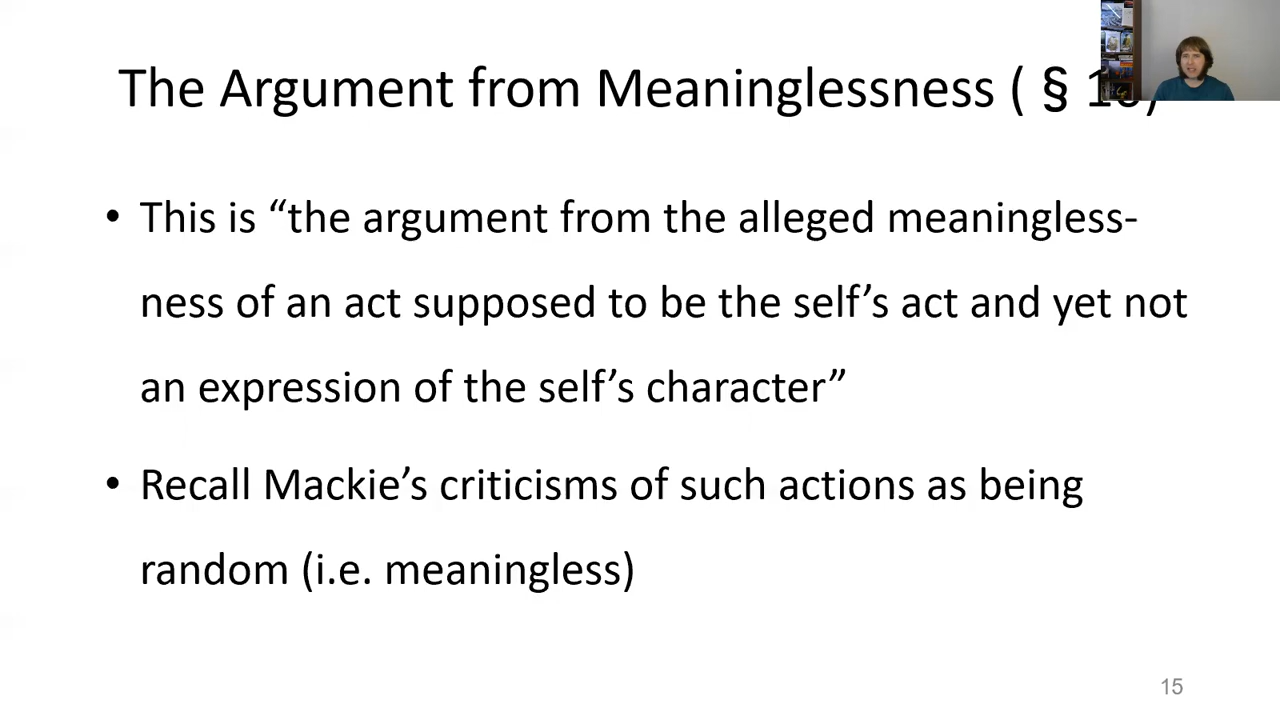 The Argument from Meaninglessness ( §
• This is “the argument from the alleged meaningless-
ness of an act supposed to be the self’s act and yet not
an expression of the self’s character”
• Recall Mackie’s criticisms of such actions as being
random (i.e. meaningless)
15